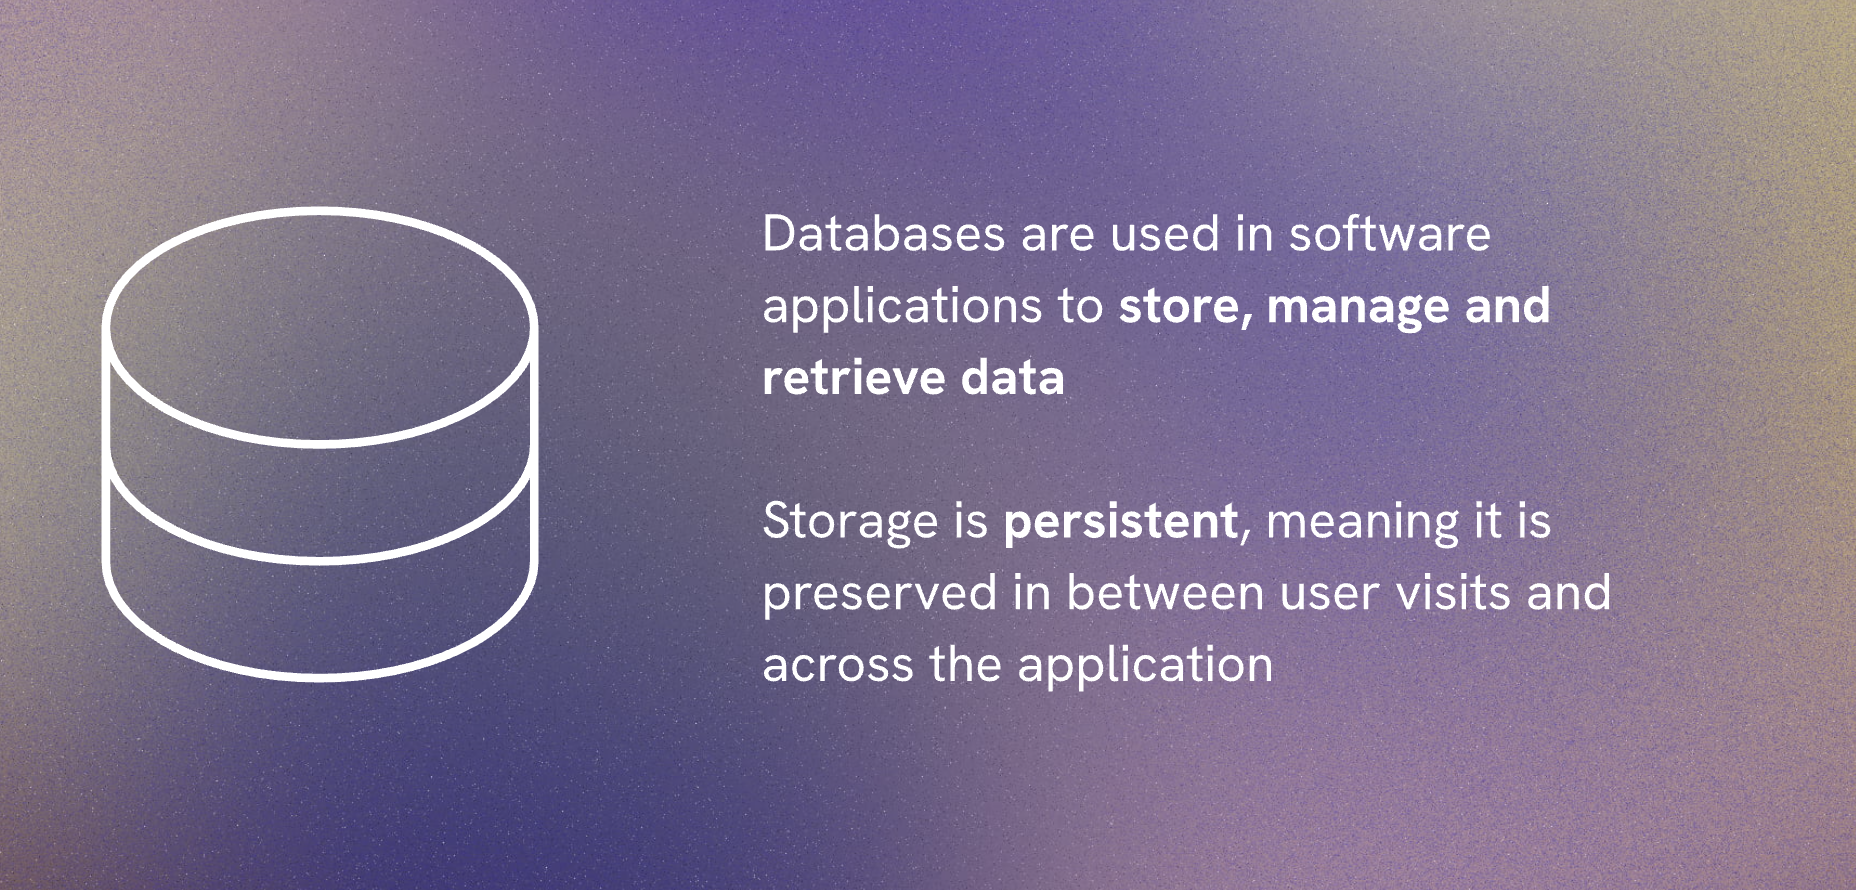 Databases are used in software
applications to store, manage and
retrieve data
Storage is persistent, meaning it is
preserved in between user visits and
across the application